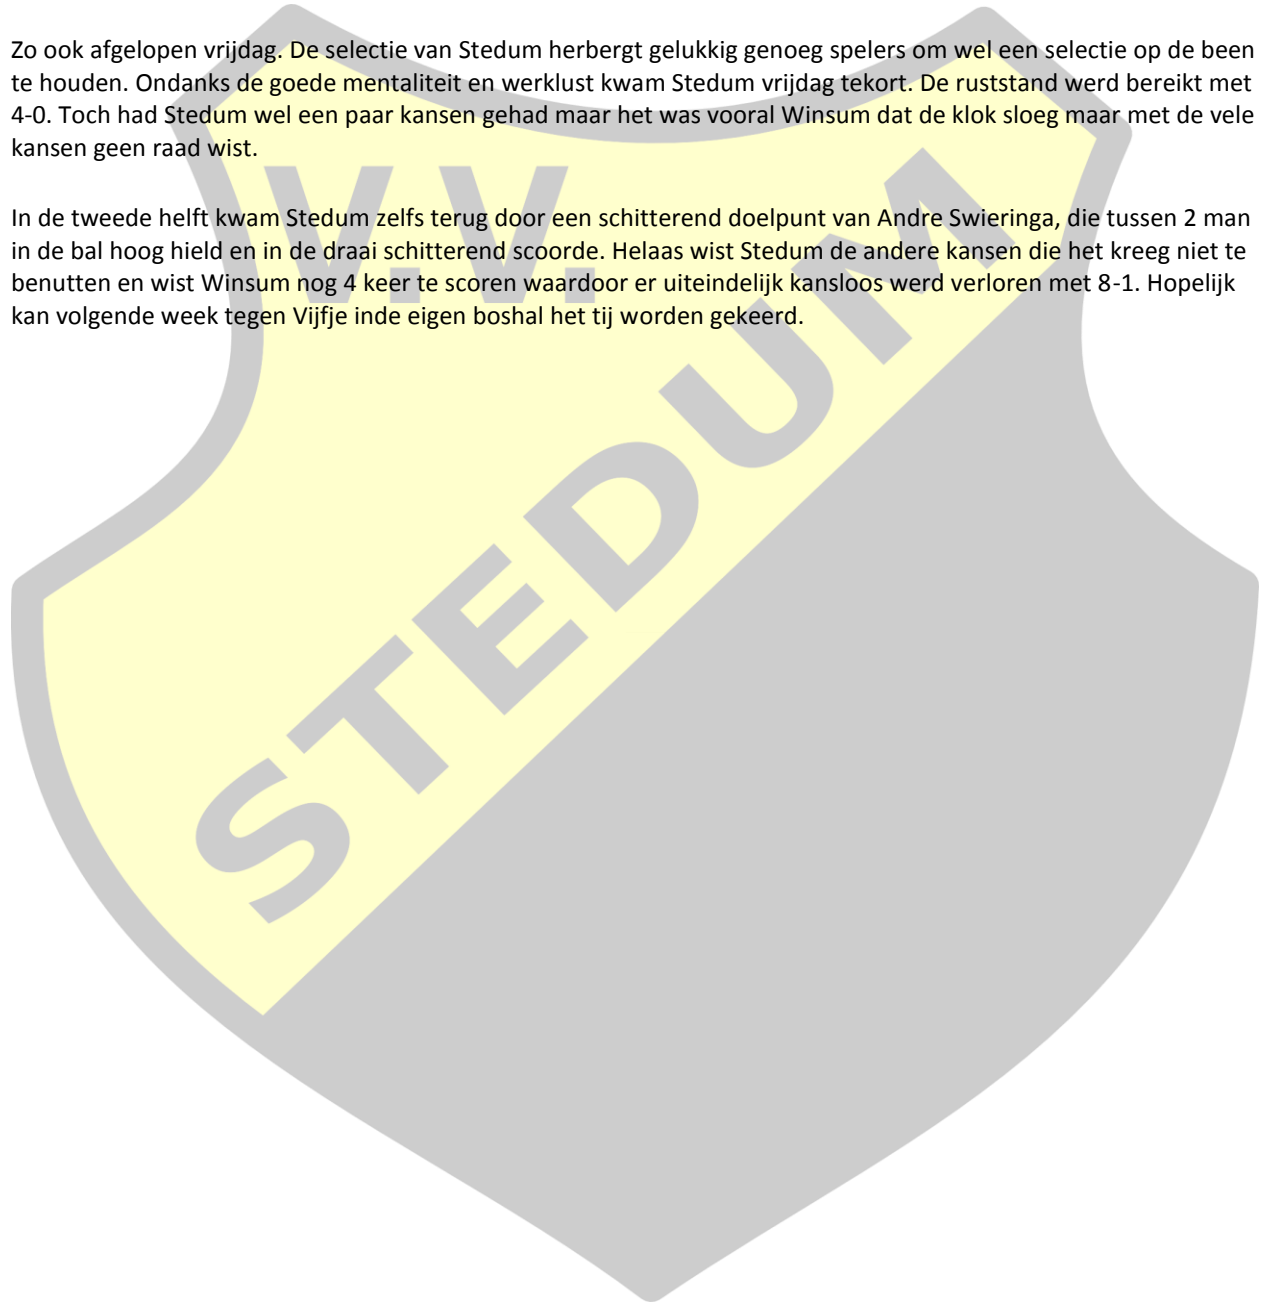 Zo ook afgelopen vrijdag. De selectie van Stedum herbergt gelukkig genoeg spelers om wel een selectie op de been
te houden. Ondanks de goede mentaliteit en werklust kwam Stedum vrijdag tekort. De ruststand werd bereikt met
4-0. Toch had Stedum wel een paar kansen gehad maar het was vooral Winsum dat de klok sloeg maar met de vele
kansen geen raad wist.
In de tweede helft kwam Stedum zelfs terug door een schitterend doelpunt van Andre Swieringa, die tussen 2 man
in de bal hoog hield en in de draai schitterend scoorde. Helaas wist Stedum de andere kansen die het kreeg niet te
benutten en wist Winsum nog 4 keer te scoren waardoor er uiteindelijk kansloos werd verloren met 8-1. Hopelijk
kan volgende week tegen Vijfje inde eigen boshal het tij worden gekeerd.
V.V.
STEDUM